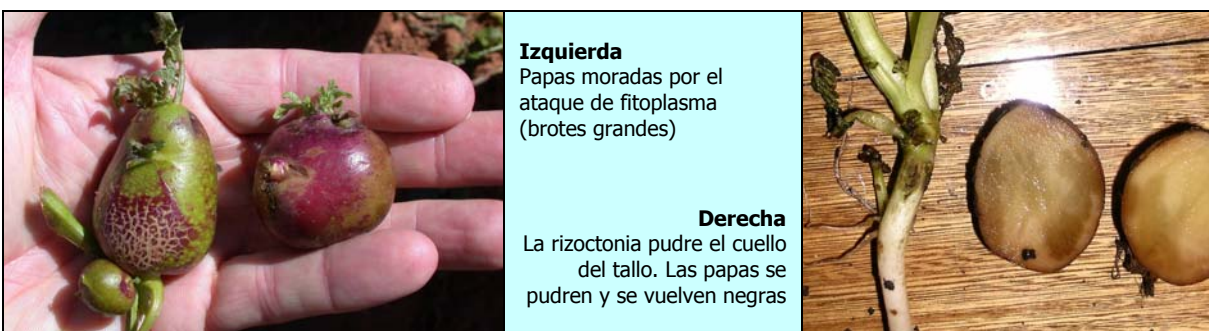 Izquierda
Papas moradas por el
ataque de fitoplasma
(brotes grandes)
Derecha
La rizoctonia pudre el cuello
del tallo. Las papas se
pudren y se vuelven negras